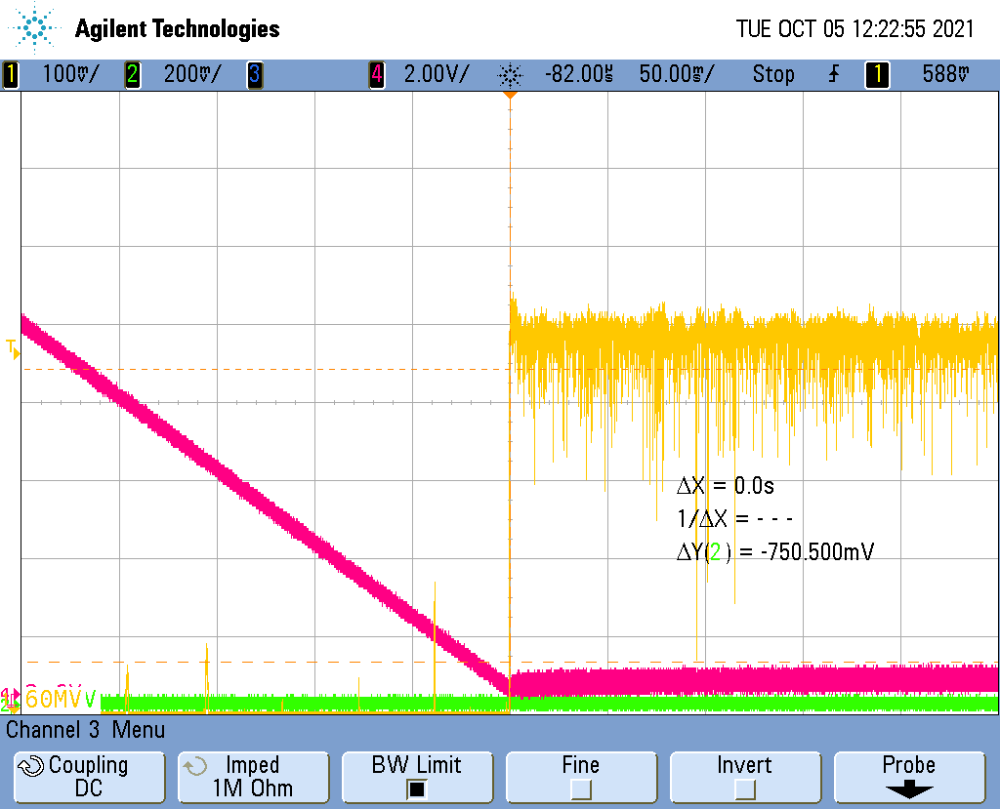 Agilent Technologies
TUE OCT 05 12:22:55 2021
1 100mV/ 2 200mV/ 3 4 2.00V/ -82.00us 50.00ms/ Stop 1 588mV
T
ΔX = 0.0s
1/ΔX = - - -
ΔY(2) = -750.500mV
60MV
Channel 3 Menu
Coupling Imped BW Limit Fine Invert Probe
DC 1M Ohm